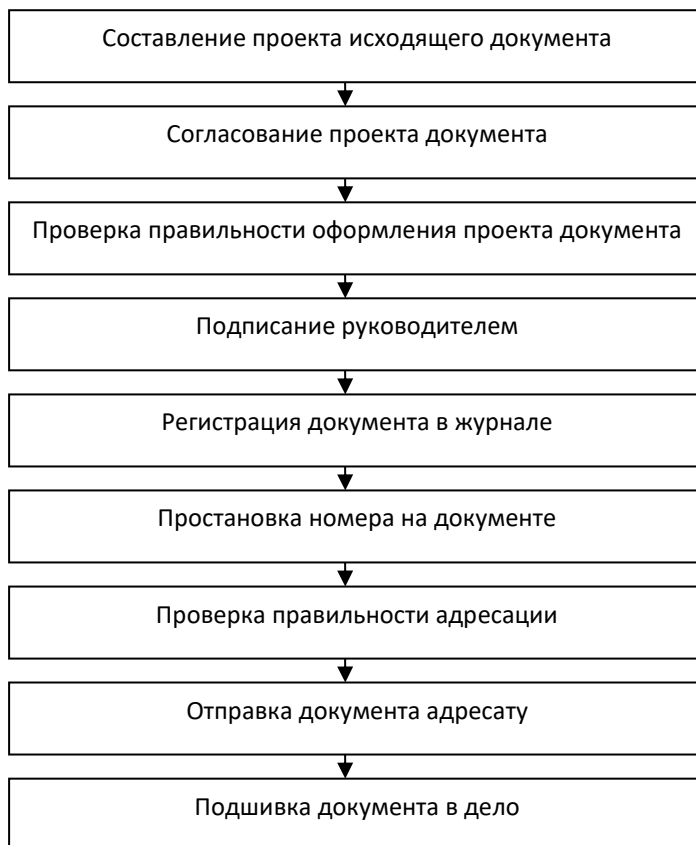 Составление проекта исходящего документа
Согласование проекта документа
Проверка правильности оформления проекта документа
Подписание руководителем
Регистрация документа в журнале
Простановка номера на документе
Проверка правильности адресации
Отправка документа адресату
Подшивка документа в дело